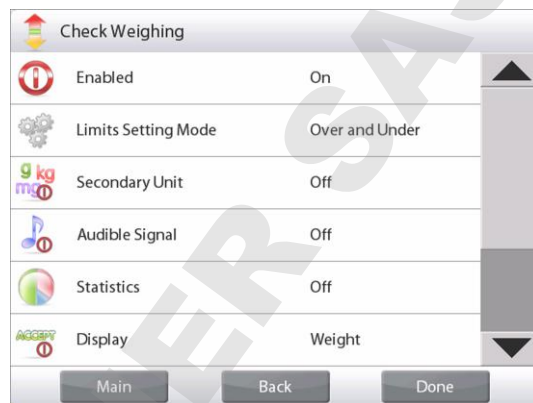 Check Weighing
Enabled On
Limits Setting Mode Over and Under
g kg
mg
Secondary Unit Off
Audible Signal Off
Statistics Off
ACCEPT
Display Weight
Main Back Done